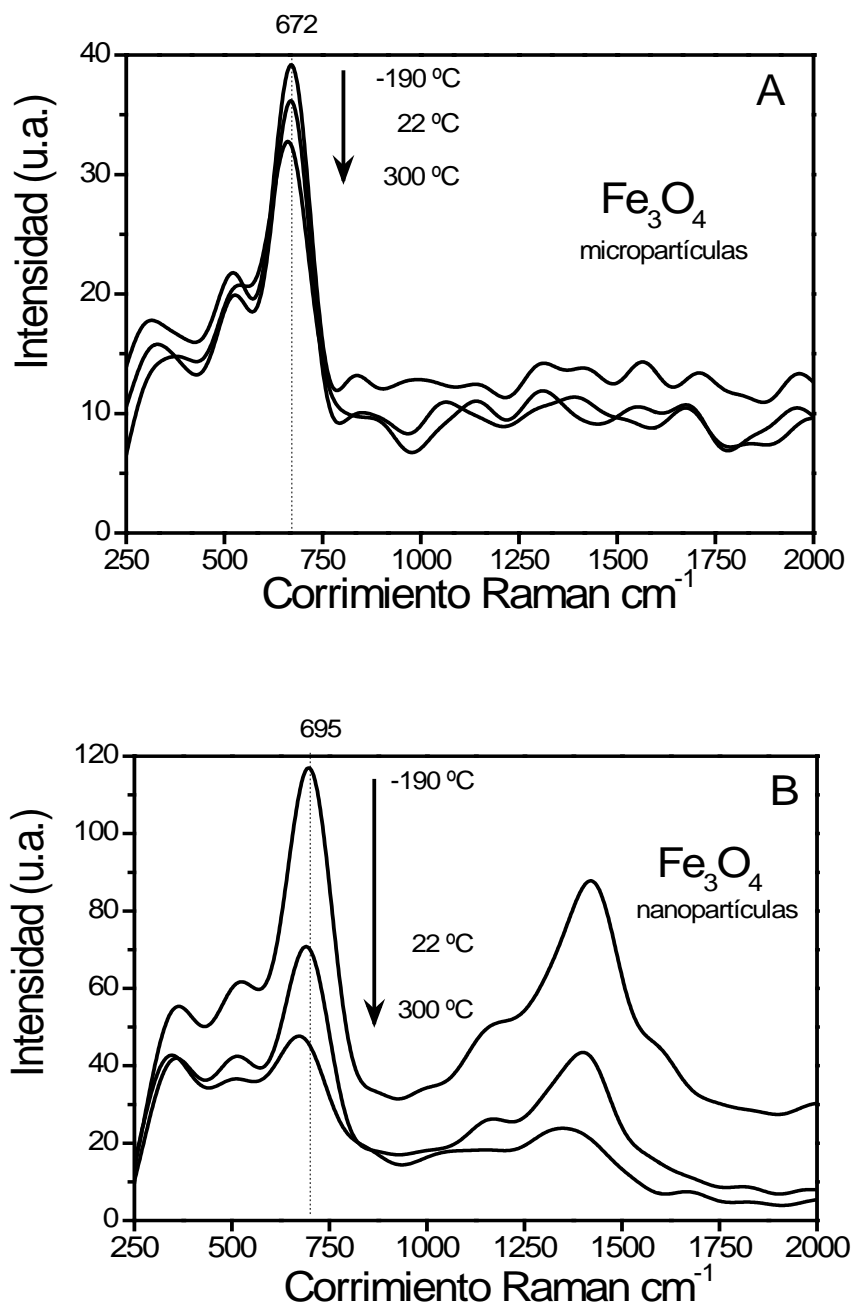 672
40
30
20
10
0
Intensidad (u.a.)
-190 ºC
22 ºC
300 ºC
A
Fe3O4
micropartículas
250 500 750 1000 1250 1500 1750 2000
Corrimiento Raman cm-1
695
120
100
80
60
40
20
0
Intensidad (u.a.)
-190 ºC
22 ºC
300 ºC
B
Fe3O4
nanopartículas
250 500 750 1000 1250 1500 1750 2000
Corrimiento Raman cm-1